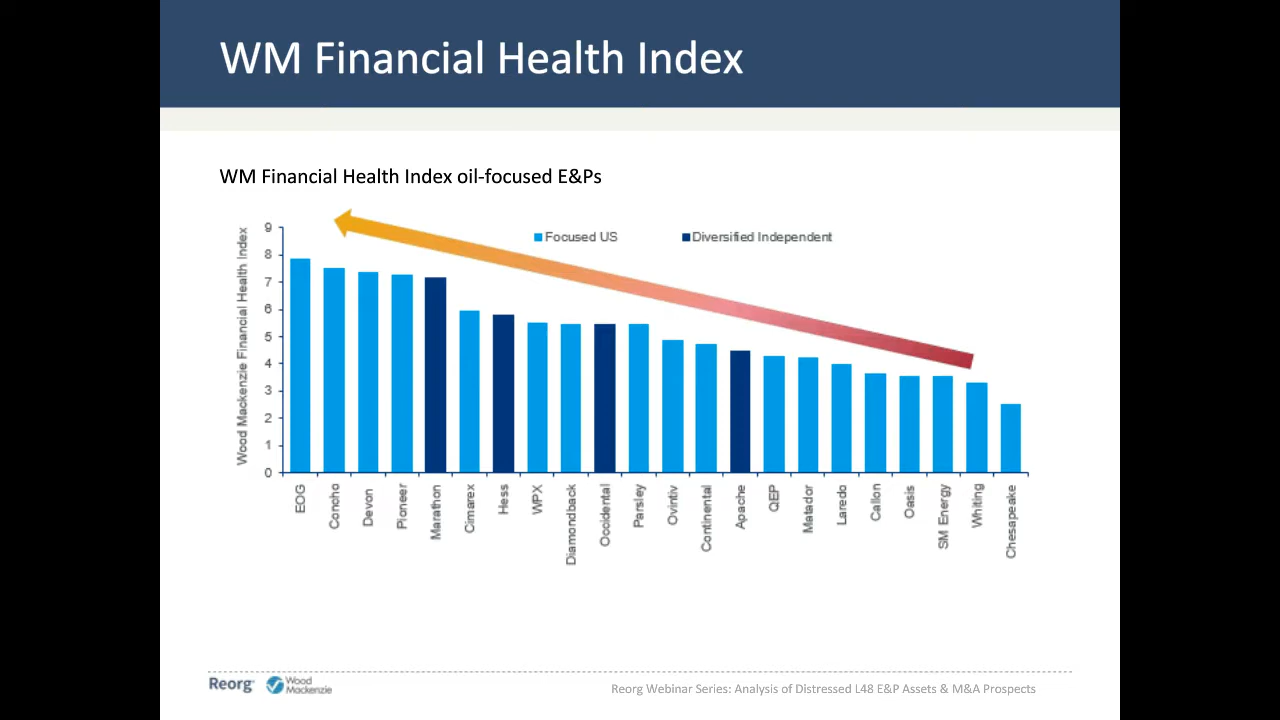 WM Financial Health Index
WM Financial Health Index oil-focused E&Ps
Wood Mackenzie Financial Health Index
9
8
7
6
5
4
3
2
1
0
Focused US
Diversified Independent
EOG
Concho
Devon
Pioneer
Marathon
Cimarex
Hess
WPX
Diamondback
Occidental
Parsley
Ovintiv
Continental
Apache
QEP
Matador
Laredo
Callon
Oasis
SM Energy
Whiting
Chesapeake
Reorg
Wood
Mackenzie
Reorg Webinar Series: Analysis of Distressed L48 E&P Assets & M&A Prospects